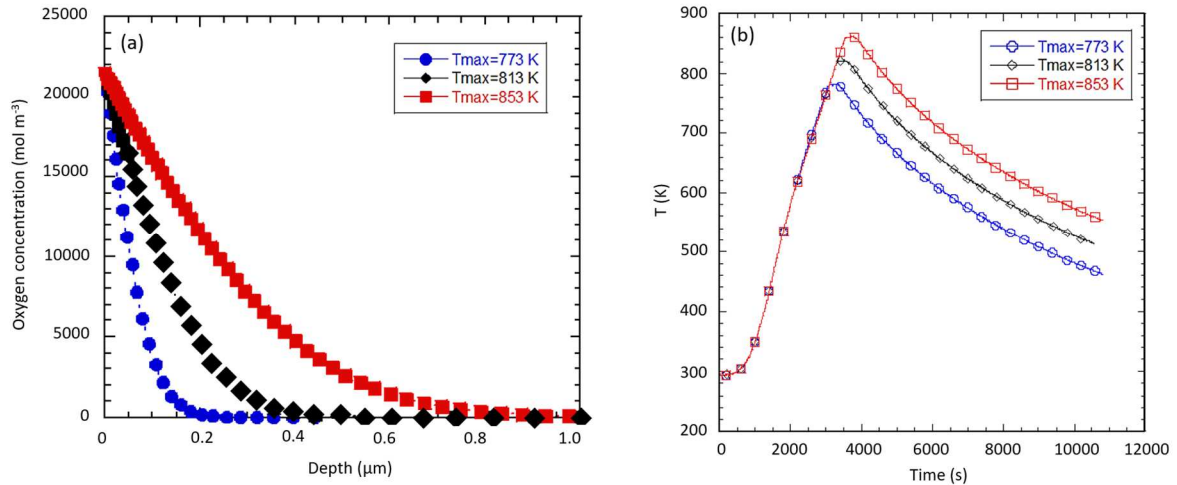 (a)
Tmax=773 K
Tmax=813 K
Tmax=853 K
Oxygen concentration (mol m⁻³)
20000
15000
10000
5000
0
0 0.2 0.4 0.6 0.8 1.0
Depth (μm)
(b)
Tmax=773 K
Tmax=813 K
Tmax=853 K
T (K)
900
800
700
600
500
400
300
200
0 2000 4000 6000 8000 10000 12000
Time (s)